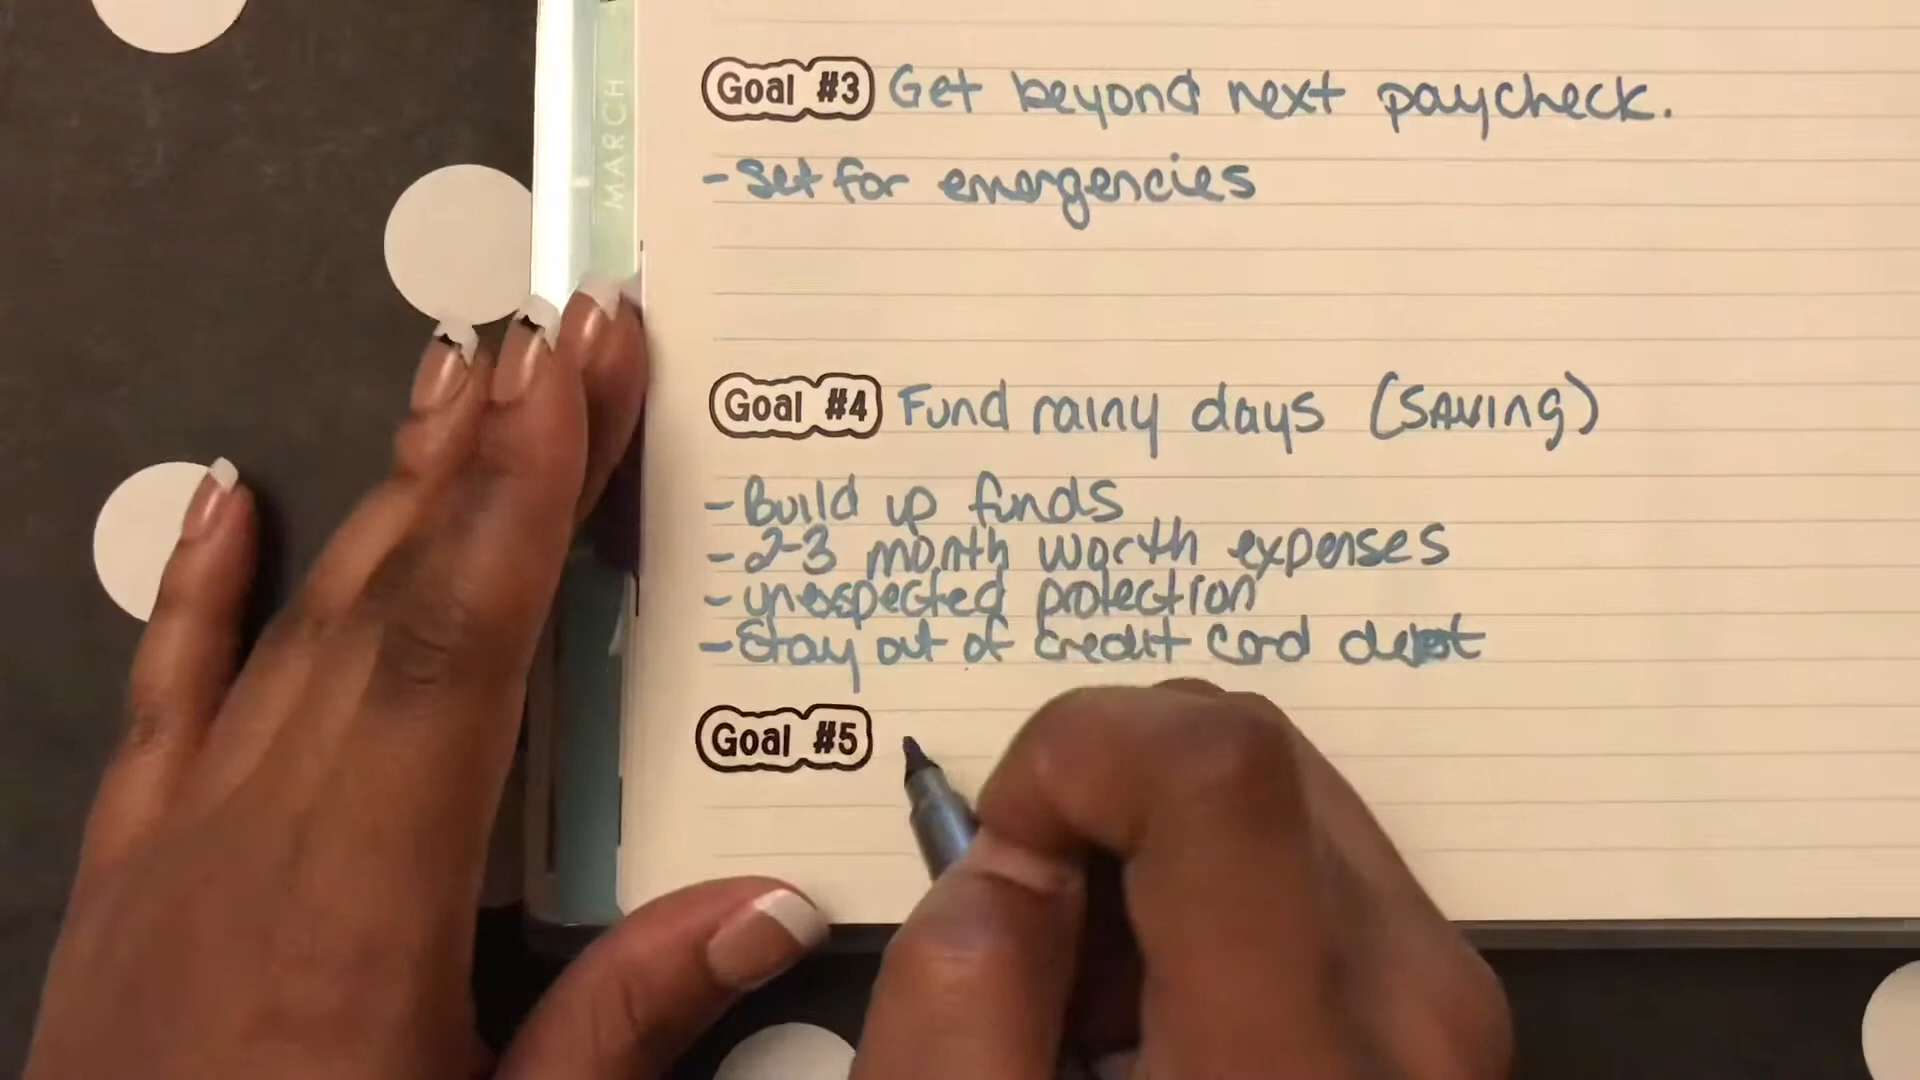 MARCH
Goal #3 Get beyond next paycheck.
- Set for emergencies
Goal #4 Fund rainy days (SAVING)
- Build up funds
- 2-3 month worth expenses
- unexspected protection
- Stay out of credit card debt
Goal #5